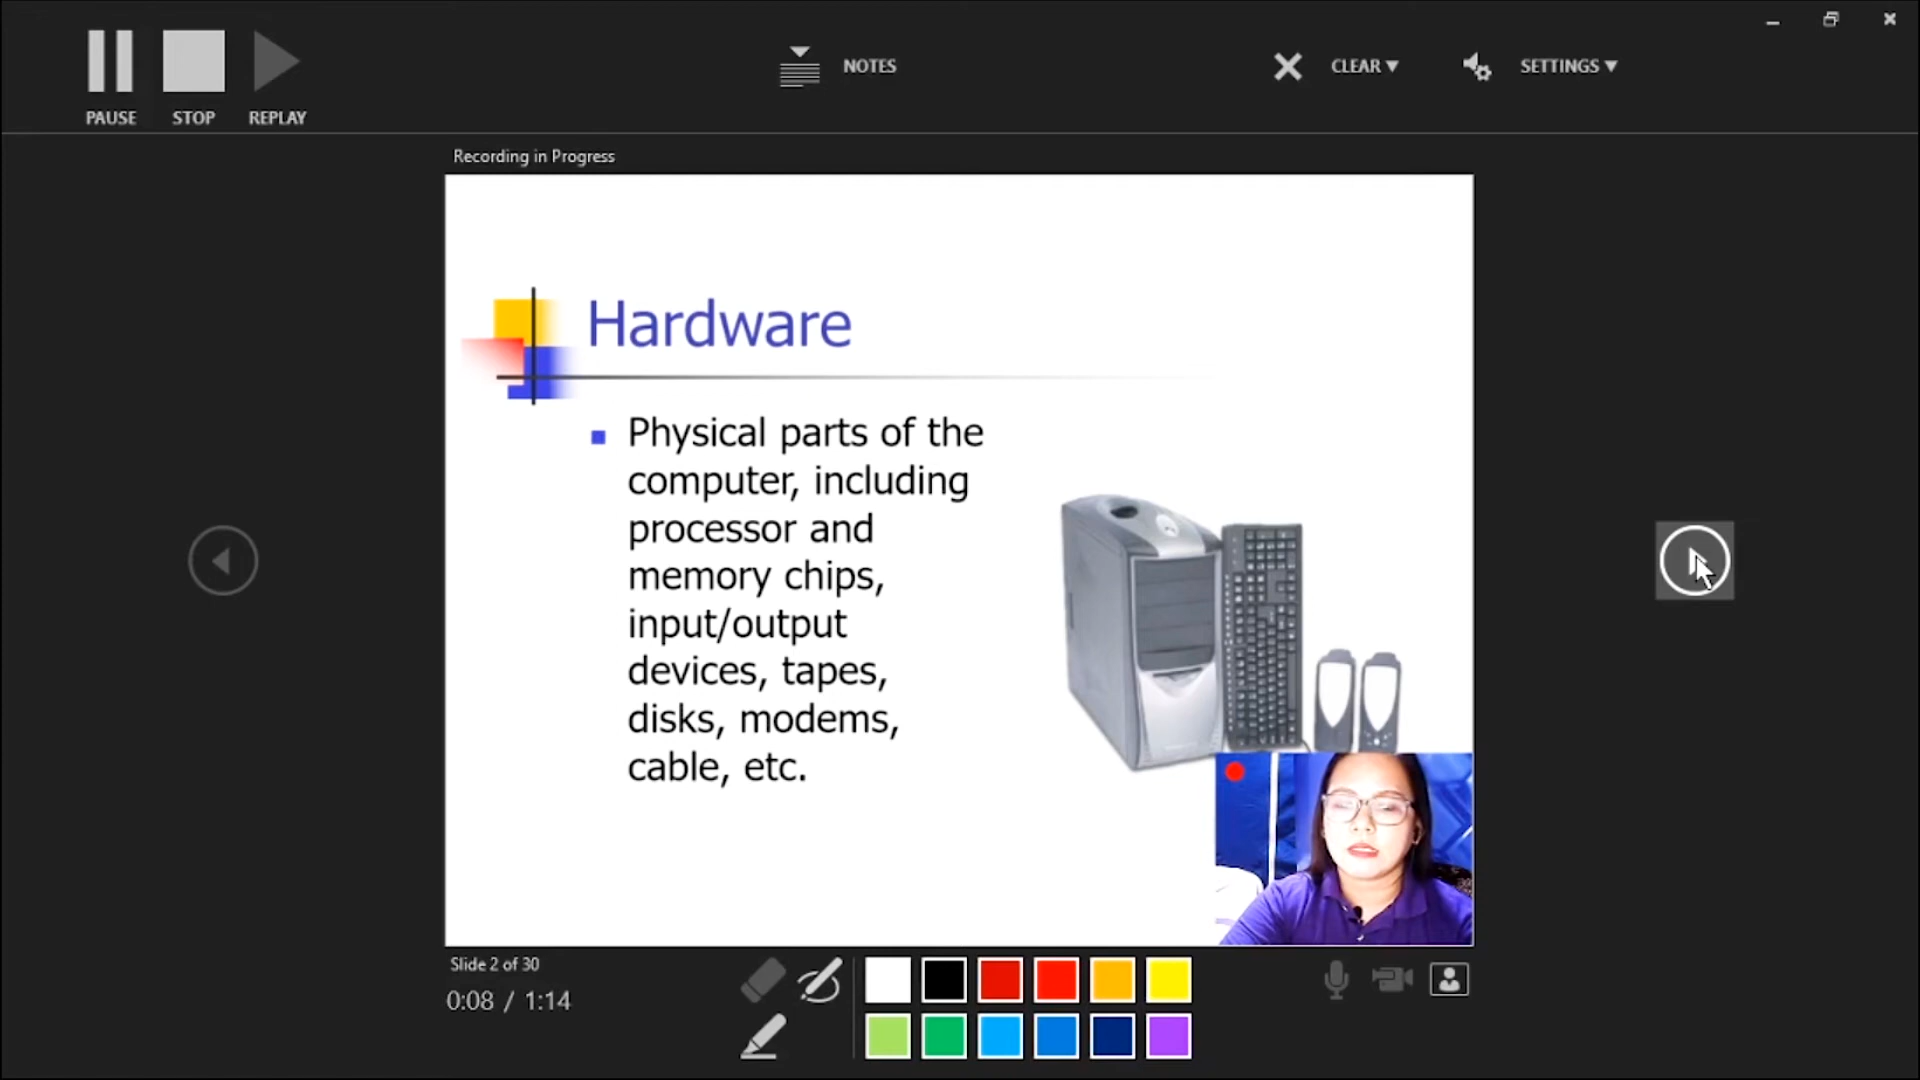 PAUSE STOP REPLAY
NOTES
CLEAR
SETTINGS
Recording in Progress
Hardware
Physical parts of the
computer, including
processor and
memory chips,
input/output
devices, tapes,
disks, modems,
cable, etc.
Slide 2 of 30
0:08 / 1:14